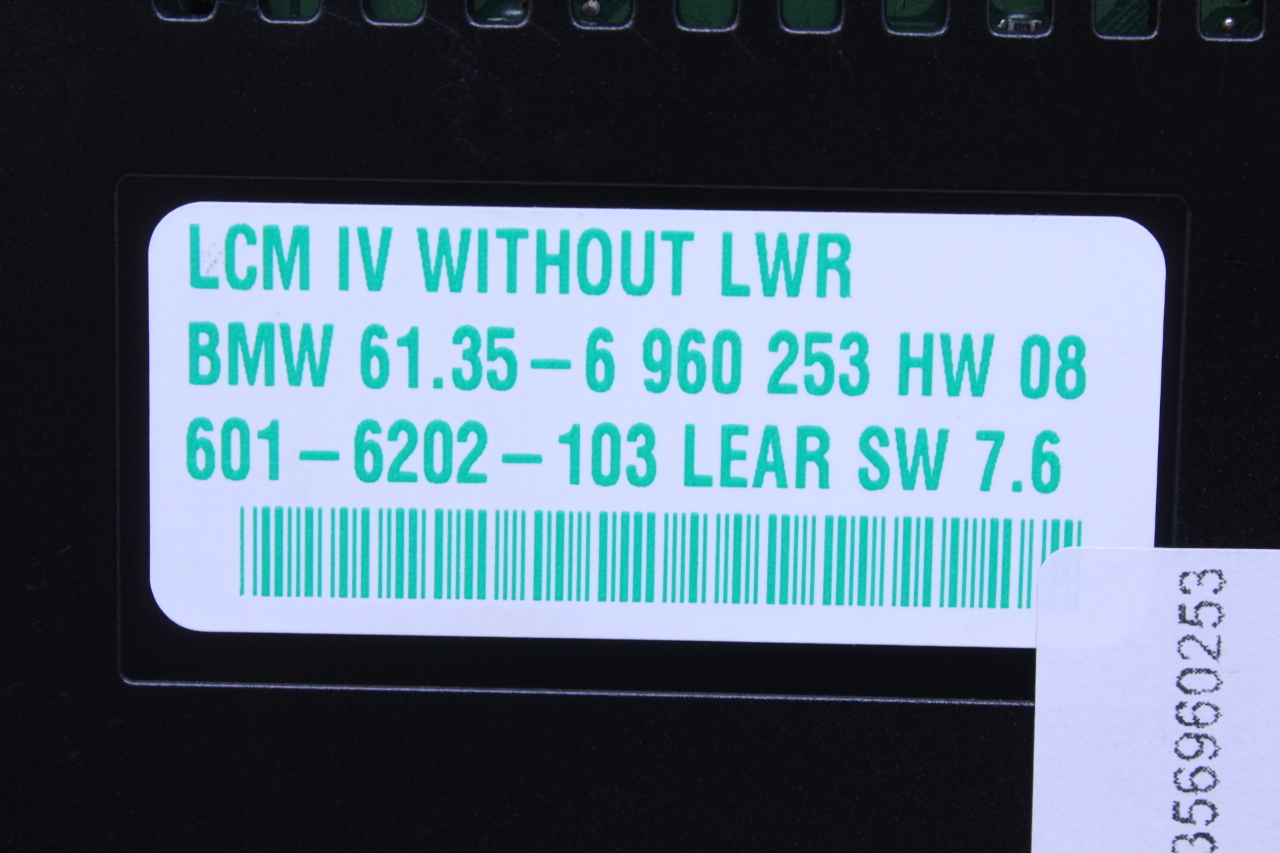 LCM IV WITHOUT LWR
BMW 61.35-6 960 253 HW 08
601-6202-103 LEAR SW 7.6
356960253